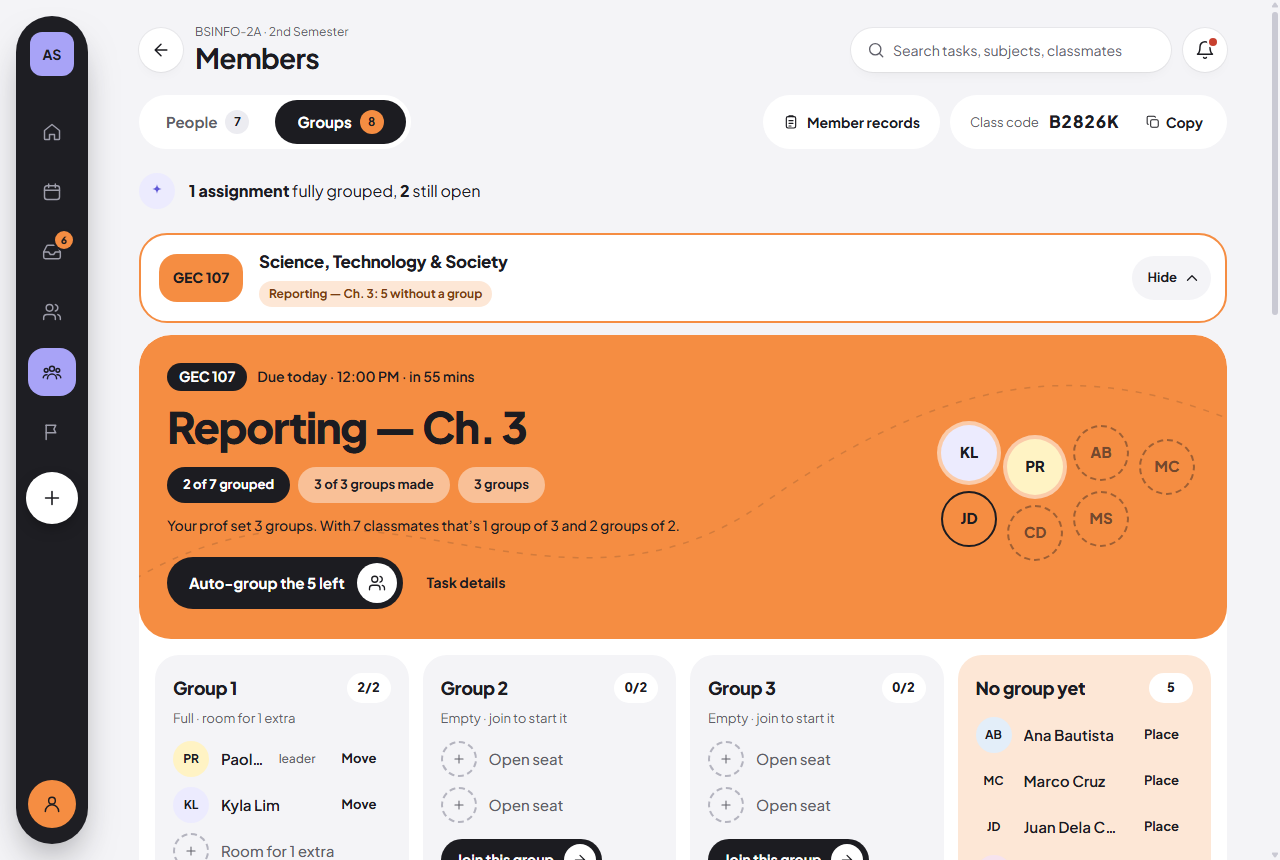 AS
BSINFO-2A · 2nd Semester
Members
Search tasks, subjects, classmates
People 7
Groups 8
Member records
Class code B2826K
Copy
6
1 assignment fully grouped, 2 still open
GEC 107
Science, Technology & Society
Reporting — Ch. 3: 5 without a group
Hide
GEC 107
Due today · 12:00 PM · in 55 mins
Reporting — Ch. 3
2 of 7 grouped
3 of 3 groups made
3 groups
Your prof set 3 groups. With 7 classmates that's 1 group of 3 and 2 groups of 2.
Auto-group the 5 left
Task details
KL
PR
AB
MC
JD
CD
MS
Group 1 2/2
Full · room for 1 extra
PR Paol... leader Move
KL Kyla Lim Move
Room for 1 extra
Group 2 0/2
Empty · join to start it
Open seat
Open seat
Join this group
Group 3 0/2
Empty · join to start it
Open seat
Open seat
Join this group
No group yet 5
AB Ana Bautista Place
MC Marco Cruz Place
JD Juan Dela C... Place